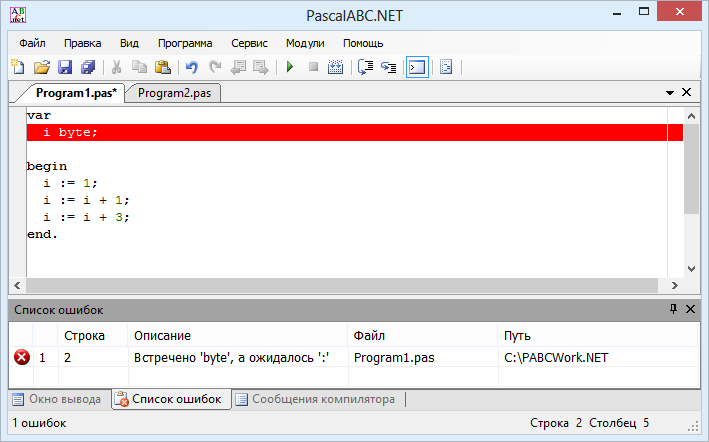 PascalABC.NET
Файл Правка Вид Программа Сервис Модули Помощь
Program1.pas* Program2.pas
var
i byte;
begin
i := 1;
i := i + 1;
i := i + 3;
end.
Список ошибок
Строка Описание Файл Путь
1 2 Встречено 'byte', а ожидалось ':' Program1.pas C:\PABCWork.NET
Окно вывода Список ошибок Сообщения компилятора
1 ошибок Строка 2 Столбец 5